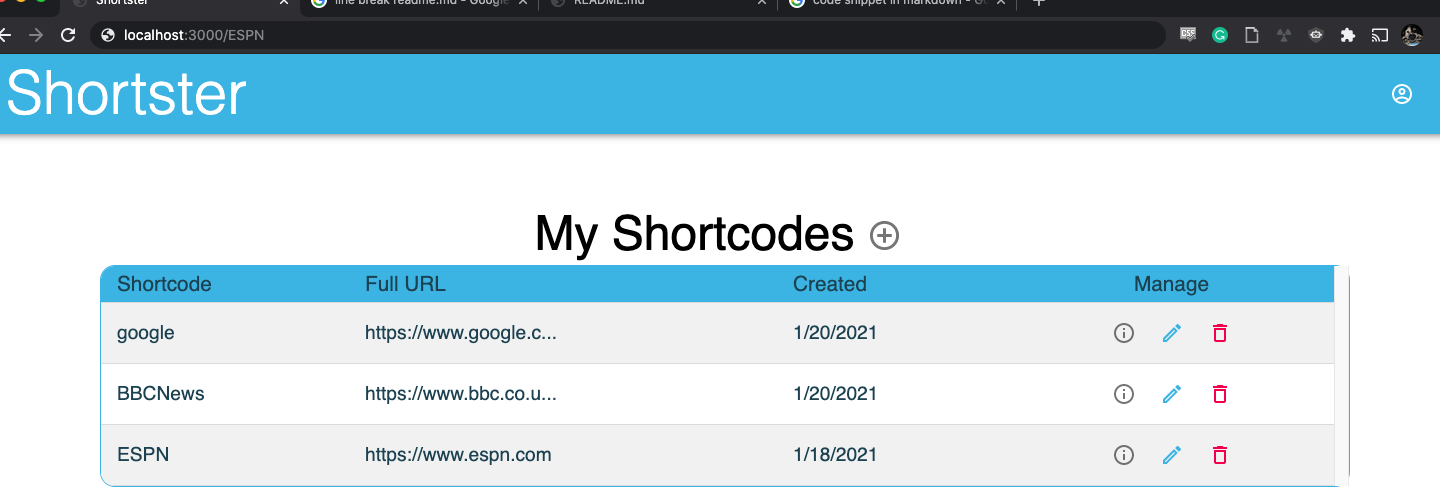 Shortster
line break readme.md - Google
README.md
code snippet in markdown - Go
localhost:3000/ESPN
CSF
Shortster
My Shortcodes
Shortcode Full URL Created Manage
google https://www.google.c... 1/20/2021
BBCNews https://www.bbc.co.u... 1/20/2021
ESPN https://www.espn.com 1/18/2021